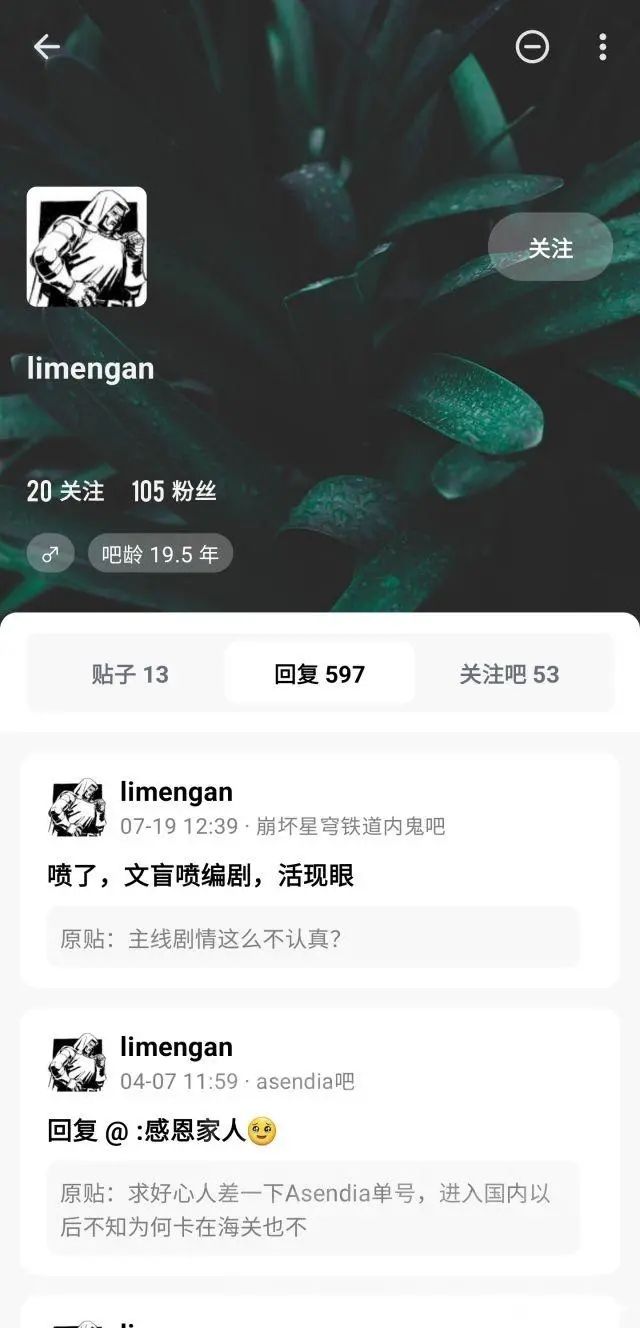 关注
limengan
20 关注 105 粉丝
♂ 吧龄 19.5 年
贴子 13 回复 597 关注吧 53
limengan
07-19 12:39 · 崩坏星穹铁道内鬼吧
喷了，文盲喷编剧，活现眼
原贴：主线剧情这么不认真？
limengan
04-07 11:59 · asendia吧
回复 @ :感恩家人🥹
原贴：求好心人差一下Asendia单号，进入国内以
后不知为何卡在海关也不